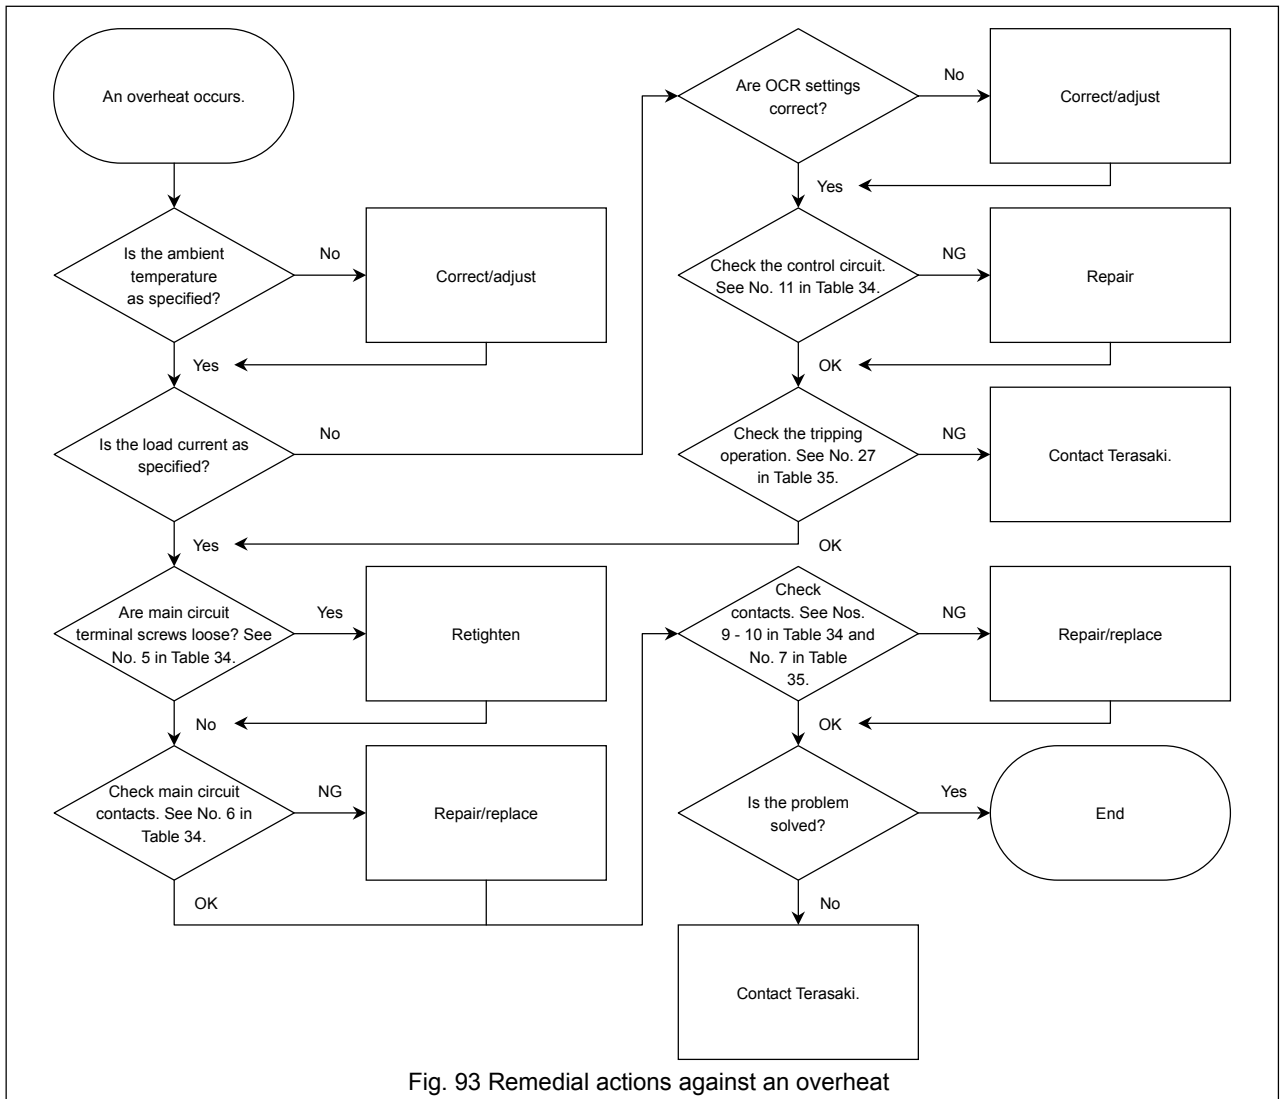 An overheat occurs.
Is the ambient
temperature
as specified?
No
Correct/adjust
Yes
Is the load current as
specified?
No
Yes
Are main circuit
terminal screws loose? See
No. 5 in Table 34.
Yes
Retighten
No
Check main circuit
contacts. See No. 6 in
Table 34.
NG
Repair/replace
OK
Are OCR settings
correct?
No
Correct/adjust
Yes
Check the control circuit.
See No. 11 in Table 34.
NG
Repair
OK
Check the tripping
operation. See No. 27
in Table 35.
NG
Contact Terasaki.
OK
Check
contacts. See Nos.
9 - 10 in Table 34 and
No. 7 in Table
35.
NG
Repair/replace
OK
Is the problem
solved?
Yes
End
No
Contact Terasaki.
Fig. 93 Remedial actions against an overheat